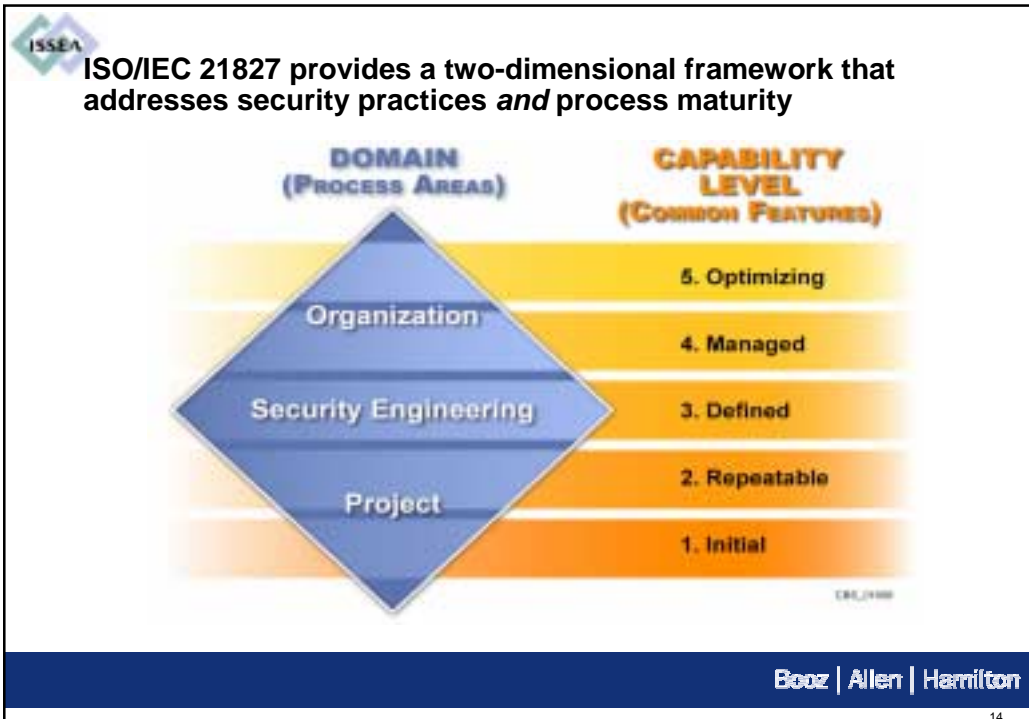 ISSEA
ISO/IEC 21827 provides a two-dimensional framework that
addresses security practices and process maturity
DOMAIN
(PROCESS AREAS)
CAPABILITY
LEVEL
(COMMON FEATURES)
Organization
Security Engineering
Project
5. Optimizing
4. Managed
3. Defined
2. Repeatable
1. Initial
Booz | Allen | Hamilton
14